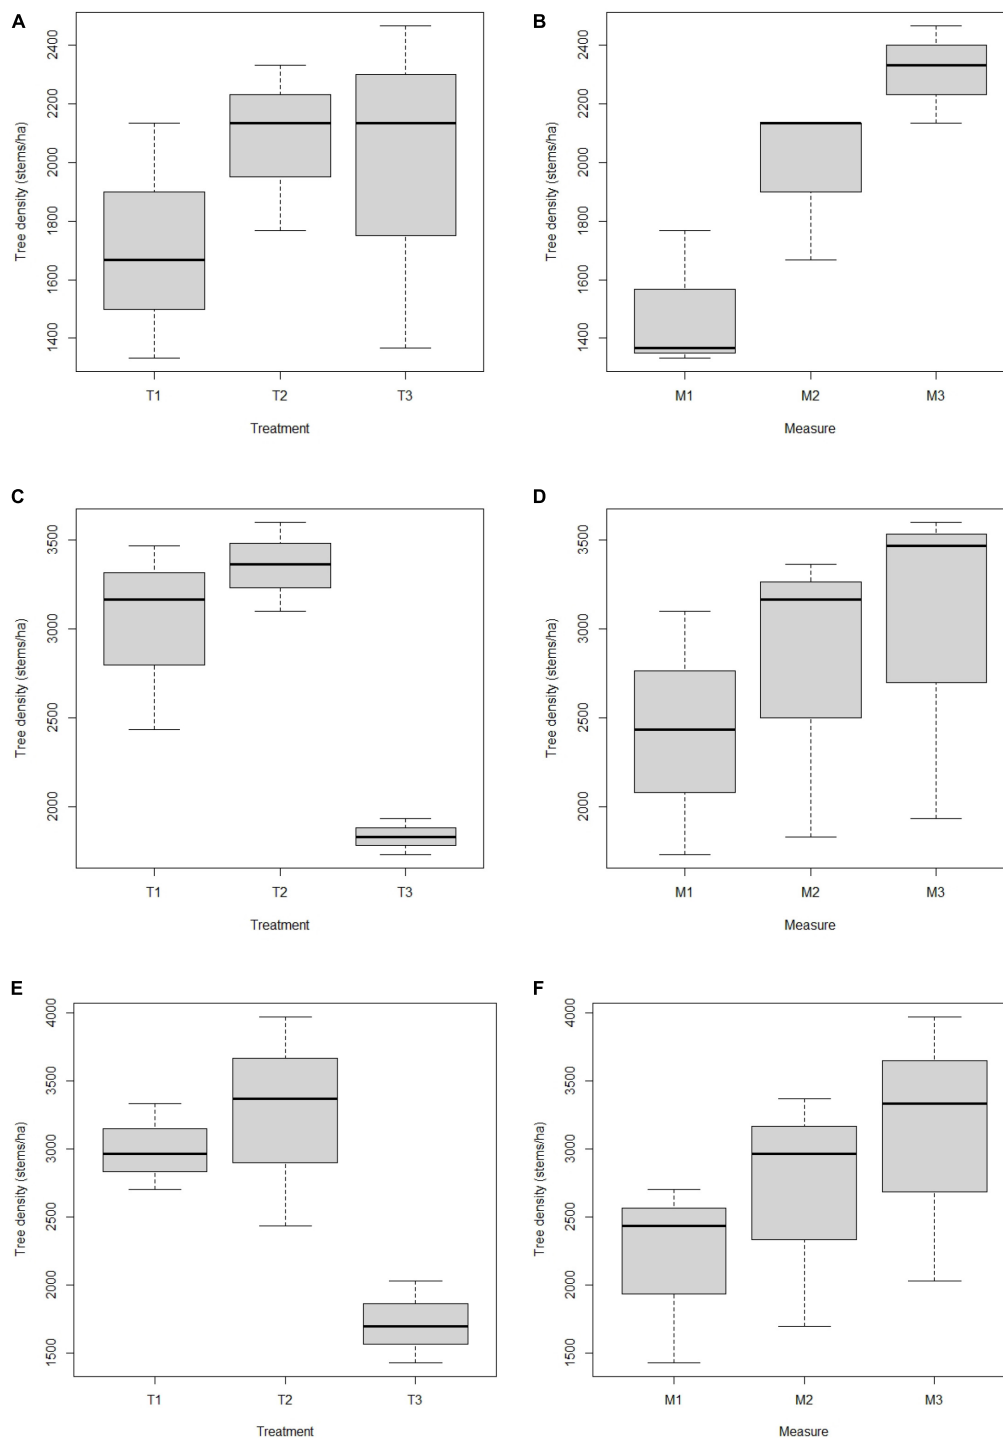 A
Tree density (stems/ha)
2400
2200
2000
1800
1600
1400
T1 T2 T3
Treatment
B
Tree density (stems/ha)
2400
2200
2000
1800
1600
1400
M1 M2 M3
Measure
C
Tree density (stems/ha)
3500
3000
2500
2000
T1 T2 T3
Treatment
D
Tree density (stems/ha)
3500
3000
2500
2000
M1 M2 M3
Measure
E
Tree density (stems/ha)
4000
3500
3000
2500
2000
1500
T1 T2 T3
Treatment
F
Tree density (stems/ha)
4000
3500
3000
2500
2000
1500
M1 M2 M3
Measure